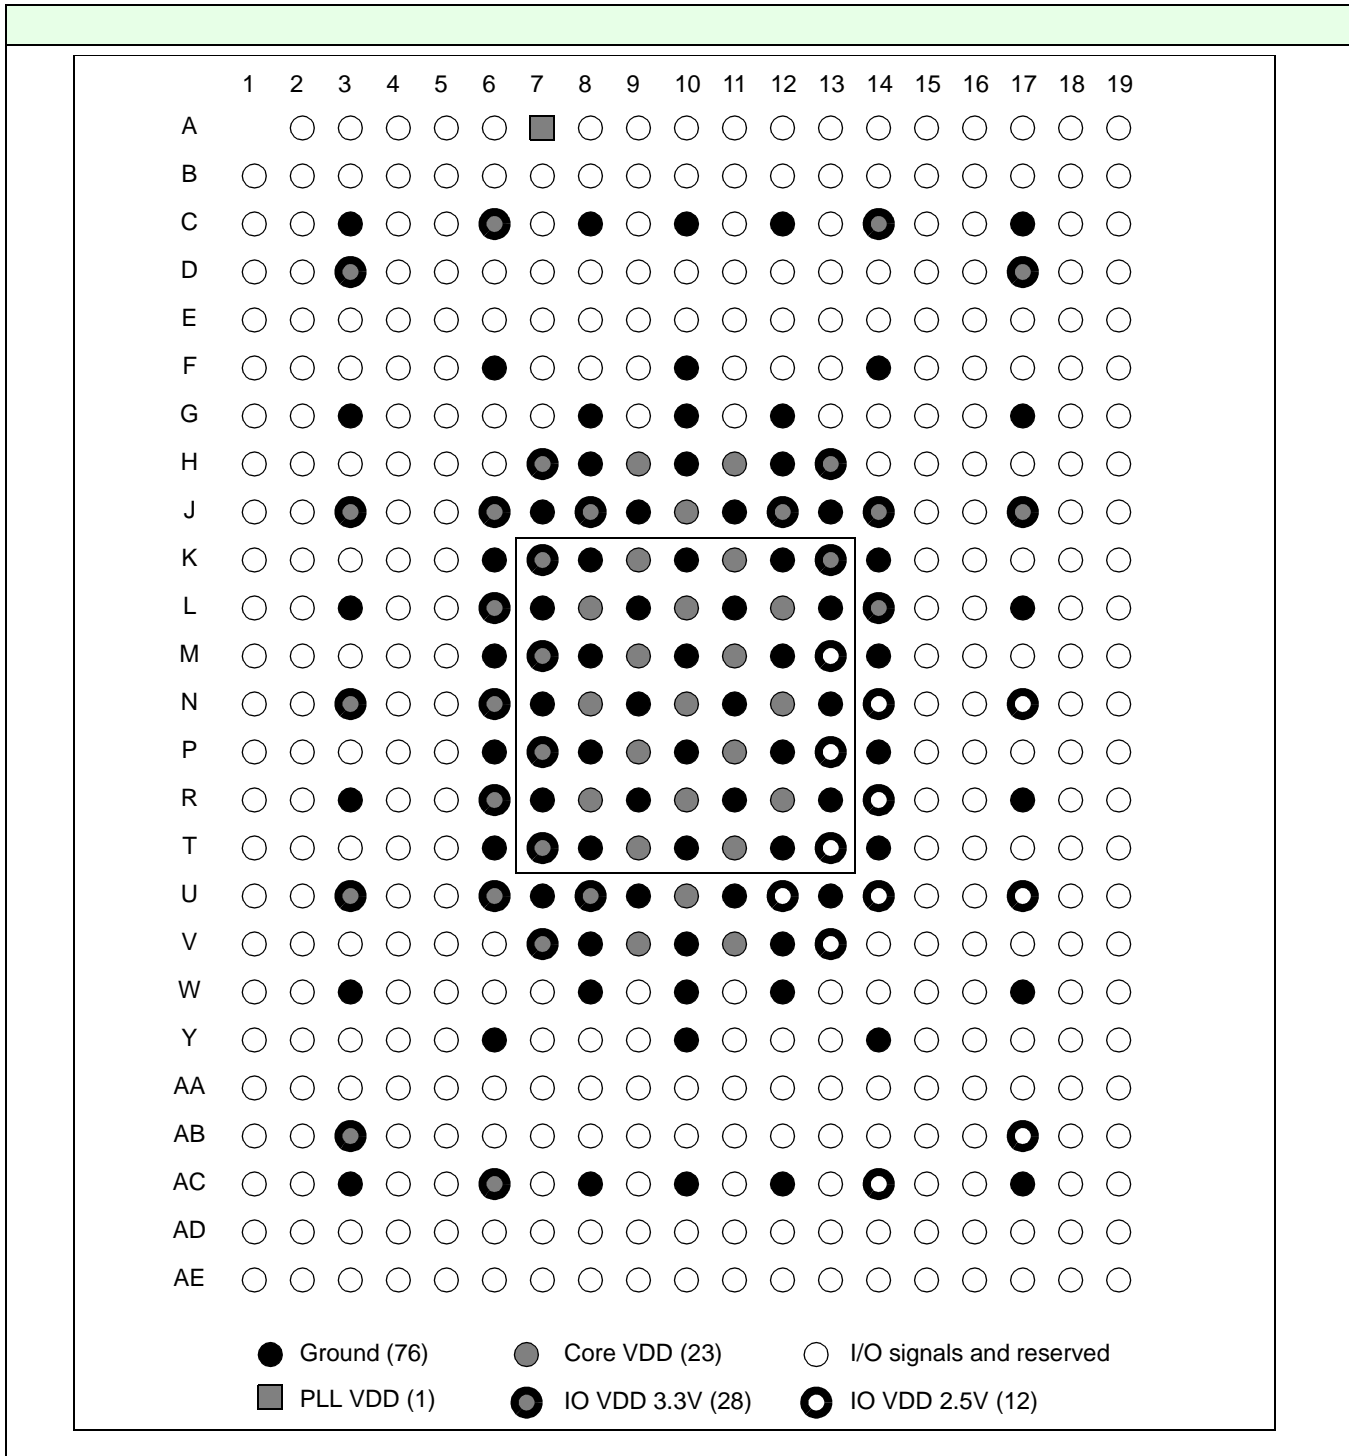 1 2 3 4 5 6 7 8 9 10 11 12 13 14 15 16 17 18 19
A
B
C
D
E
F
G
H
J
K
L
M
N
P
R
T
U
V
W
Y
AA
AB
AC
AD
AE
Ground (76) Core VDD (23) I/O signals and reserved
PLL VDD (1) IO VDD 3.3V (28) IO VDD 2.5V (12)